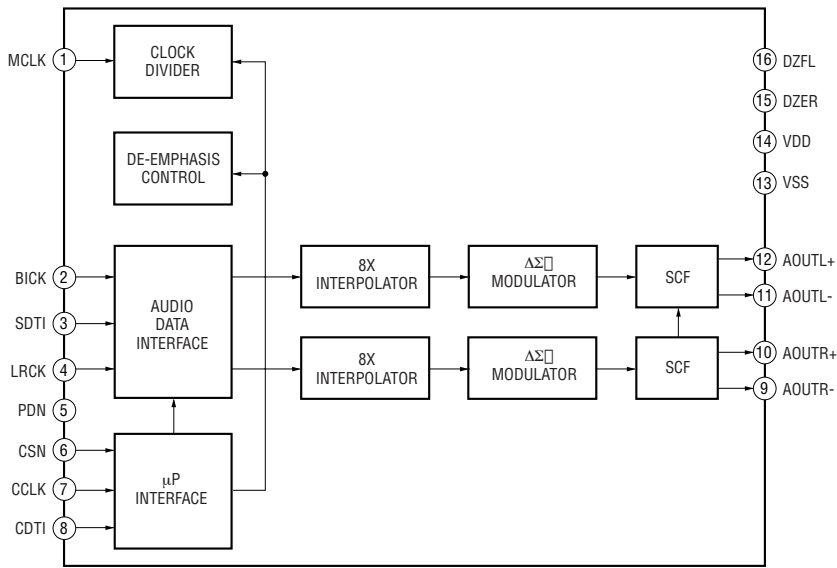 MCLK 1
CLOCK
DIVIDER
16 DZFL
15 DZER
DE-EMPHASIS
CONTROL
14 VDD
13 VSS
BICK 2
SDTI 3
LRCK 4
PDN 5
AUDIO
DATA
INTERFACE
8X
INTERPOLATOR
ΔΣ▯
MODULATOR
SCF
12 AOUTL+
11 AOUTL-
8X
INTERPOLATOR
ΔΣ▯
MODULATOR
SCF
10 AOUTR+
9 AOUTR-
CSN 6
CCLK 7
CDTI 8
μP
INTERFACE